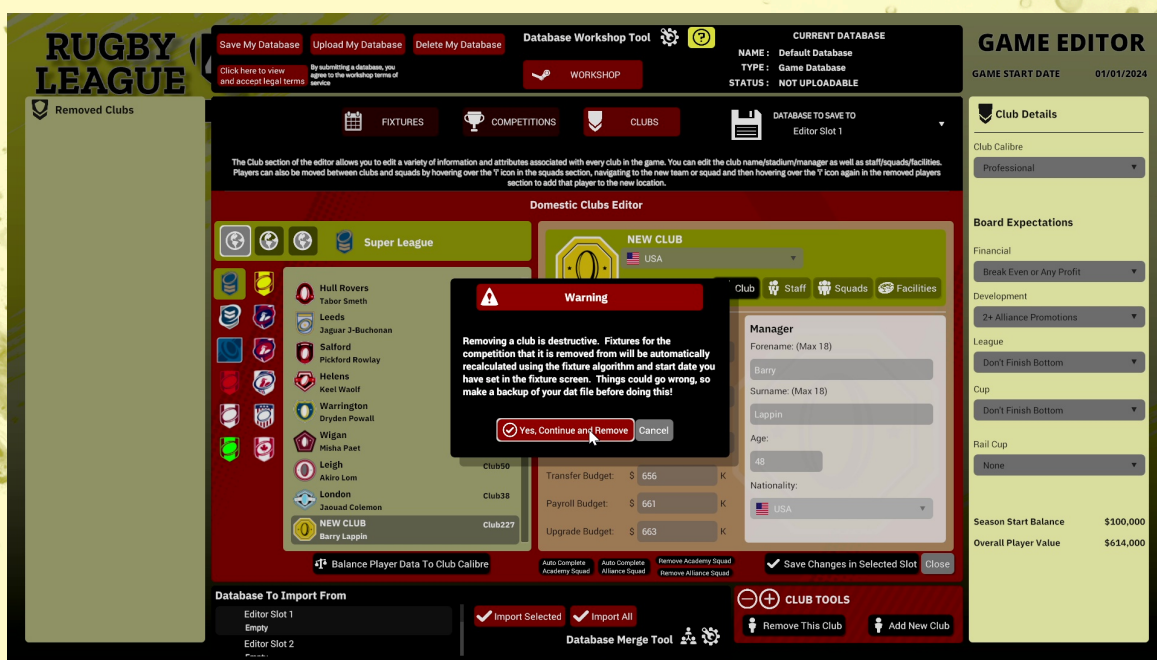 RUGBY
LEAGUE
Save My Database
Upload My Database
Delete My Database
Click here to view
and accept legal terms
By submitting a database, you
agree to the workshop terms of
service
Database Workshop Tool
?
WORKSHOP
CURRENT DATABASE
NAME: Default Database
TYPE: Game Database
STATUS: NOT UPLOADABLE
GAME EDITOR
GAME START DATE 01/01/2024
Removed Clubs
FIXTURES
COMPETITIONS
CLUBS
DATABASE TO SAVE TO
Editor Slot 1
The Club section of the editor allows you to edit a variety of information and attributes associated with every club in the game. You can edit the club name/stadium/manager as well as staff/squads/facilities.
Players can also be moved between clubs and squads by hovering over the 'i' icon in the squads section, navigating to the new team or squad and then hovering over the 'i' icon again in the removed players
section to add that player to the new location.
Domestic Clubs Editor
Super League
Hull Rovers
Tabor Smeth
Leeds
Jaguar J-Buchonan
Salford
Pickford Rowlay
Helens
Keel Waolf
Warrington
Dryden Powall
Wigan
Misha Paet
Leigh
Club50
Akiro Lom
London
Club38
Jaouad Colemon
NEW CLUB
Club227
Barry Lappin
NEW CLUB
USA
Club
Staff
Squads
Facilities
Warning
Removing a club is destructive. Fixtures for the
competition that it is removed from will be automatically
recalculated using the fixture algorithm and start date you
have set in the fixture screen. Things could go wrong, so
make a backup of your dat file before doing this!
Yes, Continue and Remove
Cancel
Transfer Budget: $ 656 K
Payroll Budget: $ 661 K
Upgrade Budget: $ 663 K
Manager
Forename: (Max 18)
Barry
Surname: (Max 18)
Lappin
Age:
48
Nationality:
USA
Balance Player Data To Club Calibre
Auto Complete
Academy Squad
Auto Complete
Alliance Squad
Remove Academy Squad
Remove Alliance Squad
Save Changes in Selected Slot
Close
Database To Import From
Editor Slot 1
Empty
Editor Slot 2
Import Selected
Import All
Database Merge Tool
CLUB TOOLS
Remove This Club
Add New Club
Club Details
Club Calibre
Professional
Board Expectations
Financial
Break Even or Any Profit
Development
2+ Alliance Promotions
League
Don't Finish Bottom
Cup
Don't Finish Bottom
Rail Cup
None
Season Start Balance $100,000
Overall Player Value $614,000